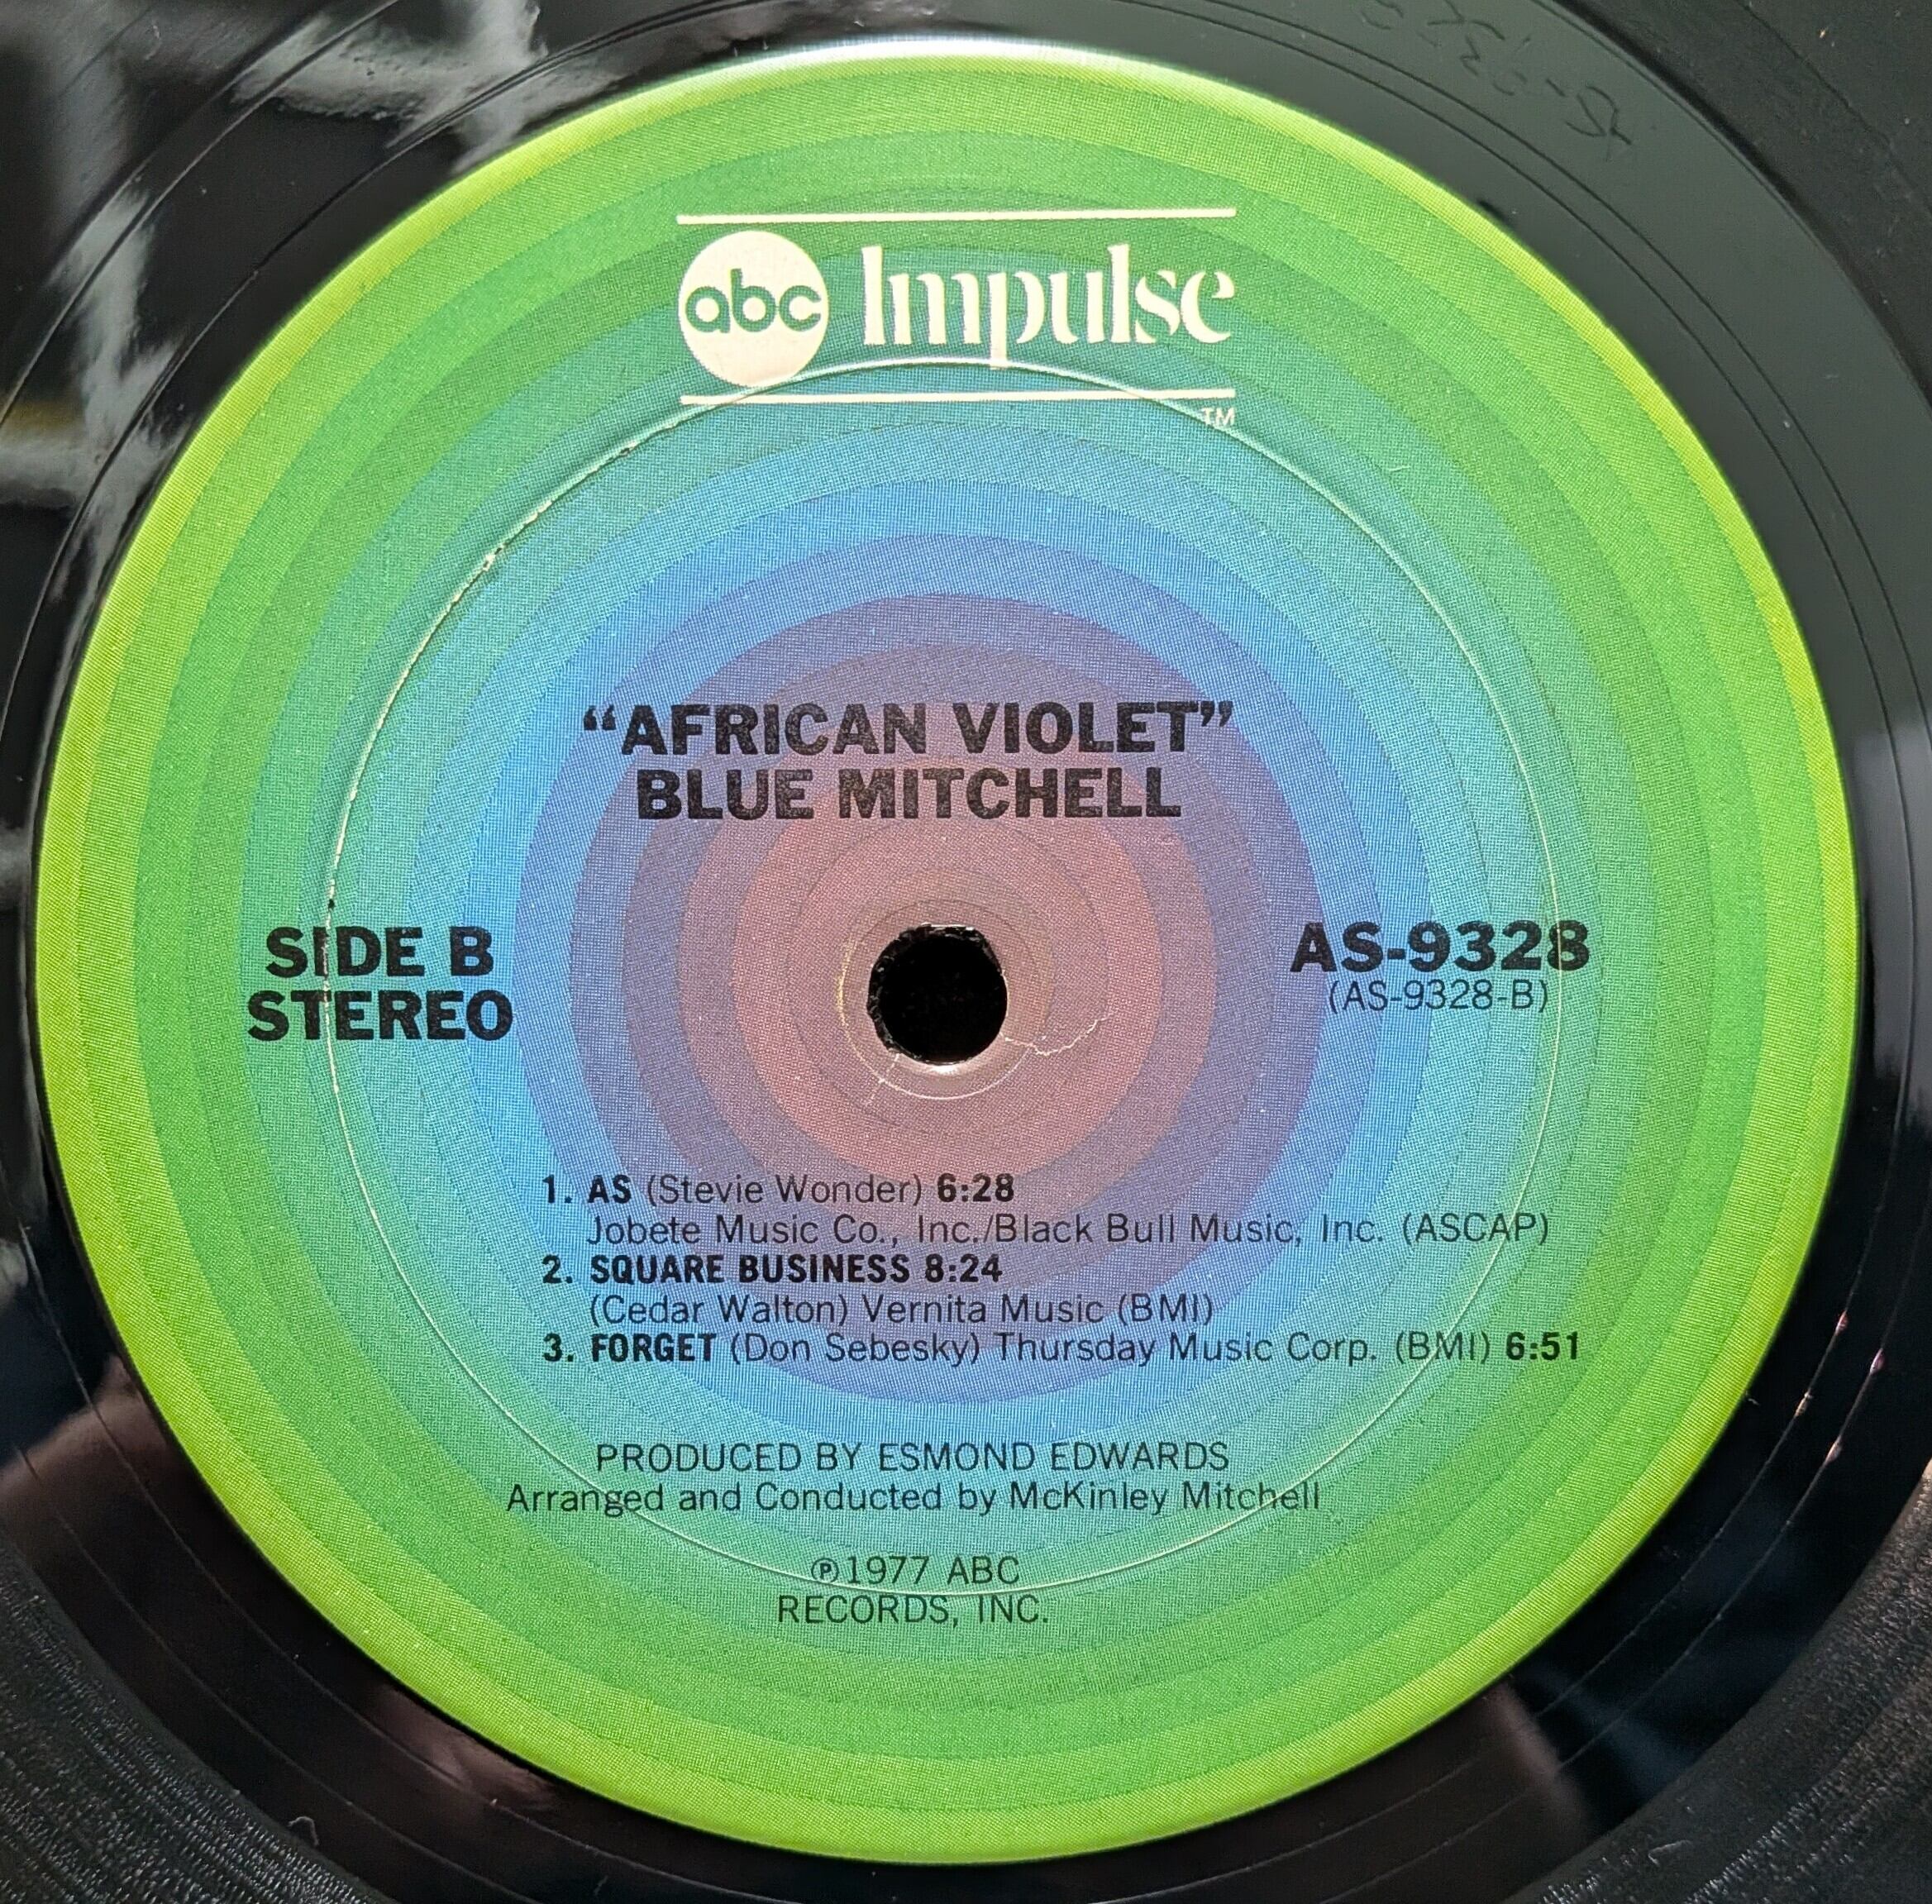 abc Impulse
TM
“AFRICAN VIOLET”
BLUE MITCHELL
SIDE B
STEREO
AS-9328
(AS-9328-B)
1. AS (Stevie Wonder) 6:28
Jobete Music Co., Inc./Black Bull Music, Inc. (ASCAP)
2. SQUARE BUSINESS 8:24
(Cedar Walton) Vernita Music (BMI)
3. FORGET (Don Sebesky) Thursday Music Corp. (BMI) 6:51
PRODUCED BY ESMOND EDWARDS
Arranged and Conducted by McKinley Mitchell
℗1977 ABC
RECORDS, INC.